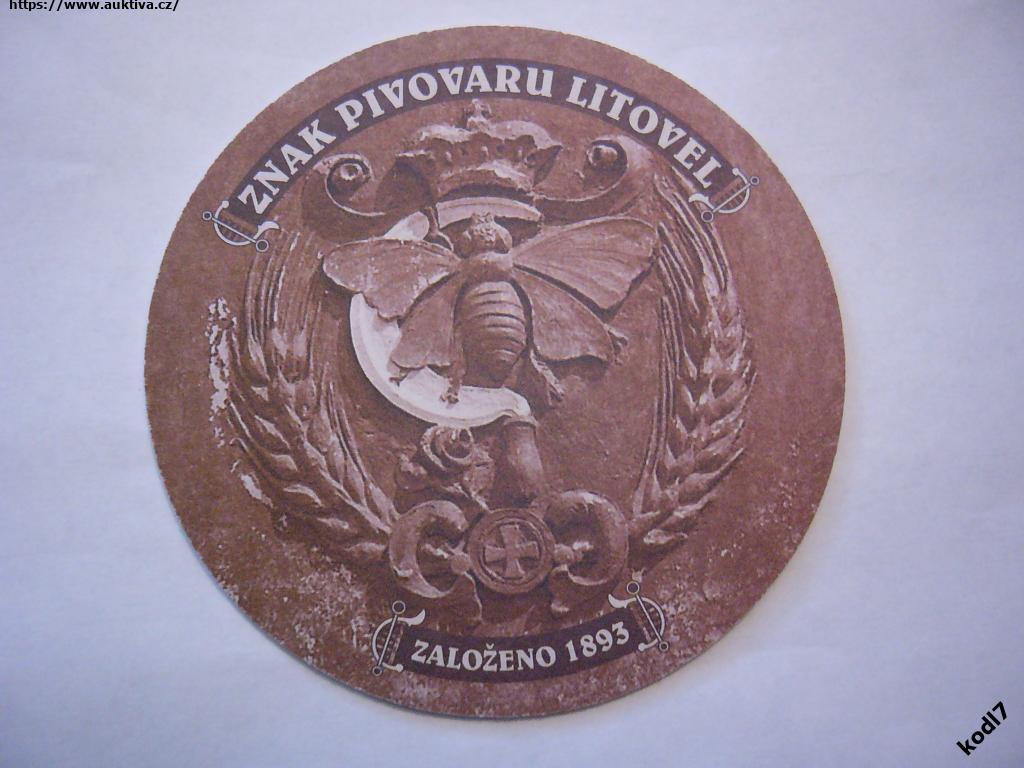 https://www.auktiva.cz/
ZNAK PIVOVARU LITOVEL
ZALOŽENO 1893
kodl7